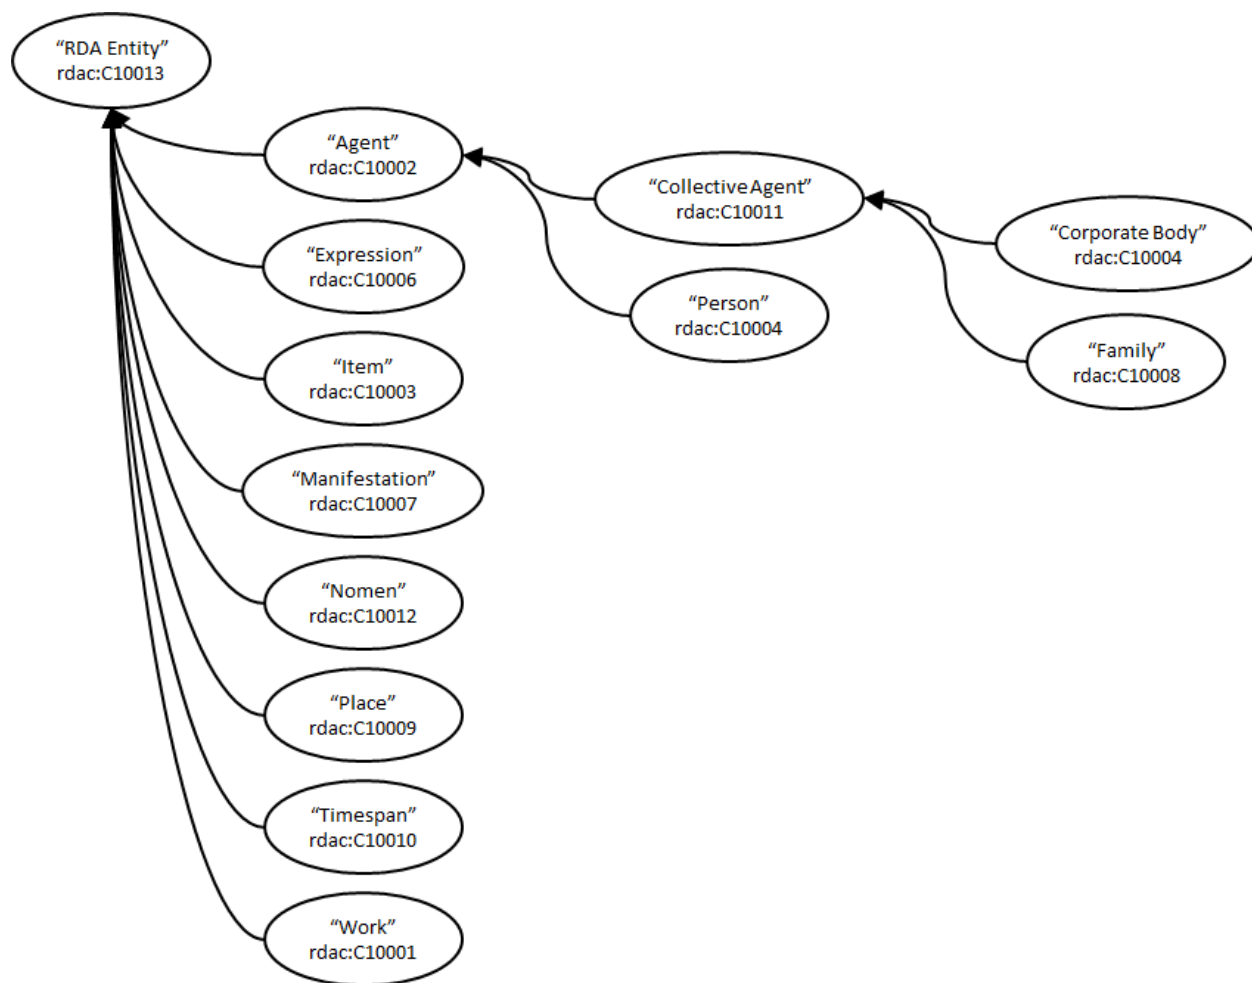 “RDA Entity”
rdac:C10013
“Agent”
rdac:C10002
“Collective Agent”
rdac:C10011
“Corporate Body”
rdac:C10004
“Expression”
rdac:C10006
“Person”
rdac:C10004
“Family”
rdac:C10008
“Item”
rdac:C10003
“Manifestation”
rdac:C10007
“Nomen”
rdac:C10012
“Place”
rdac:C10009
“Timespan”
rdac:C10010
“Work”
rdac:C10001